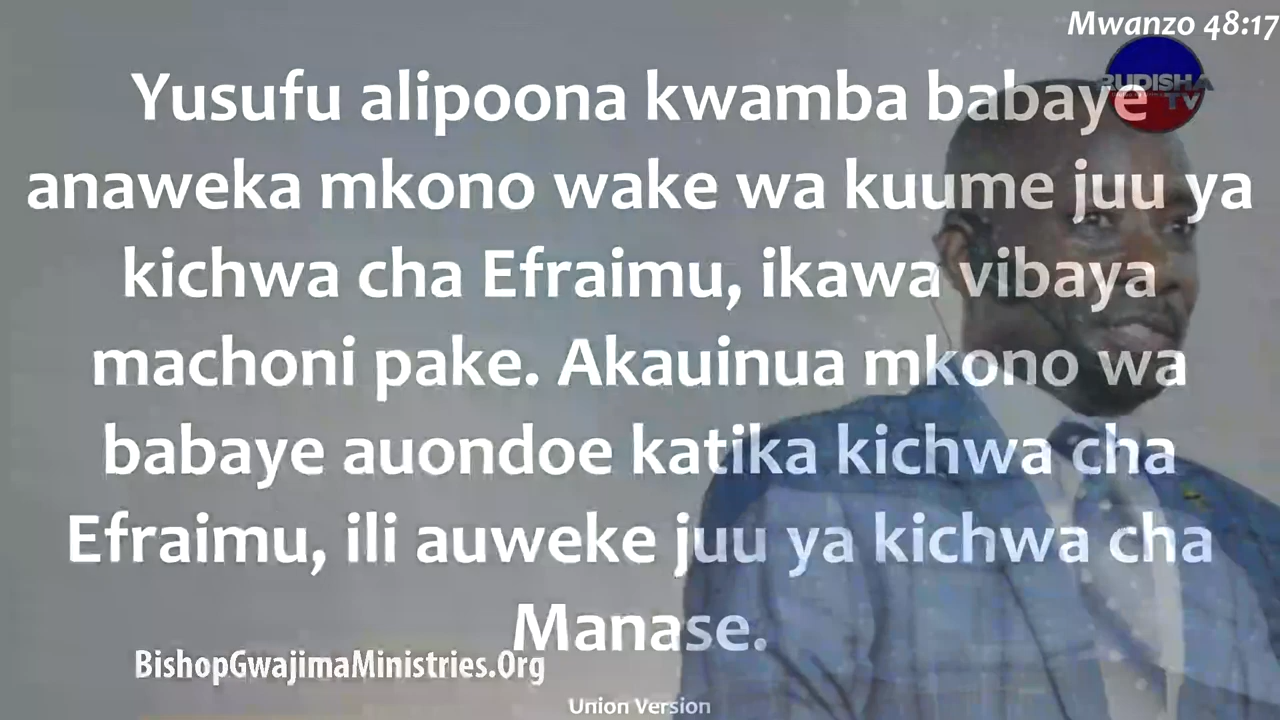 Mwanzo 48:17
RUDISHA
TV
Yusufu alipoona kwamba babaye
anaweka mkono wake wa kuume juu ya
kichwa cha Efraimu, ikawa vibaya
machoni pake. Akauinua mkono wa
babaye auondoe katika kichwa cha
Efraimu, ili auweke juu ya kichwa cha
Manase.
BishopGwajimaMinistries.Org
Union Version